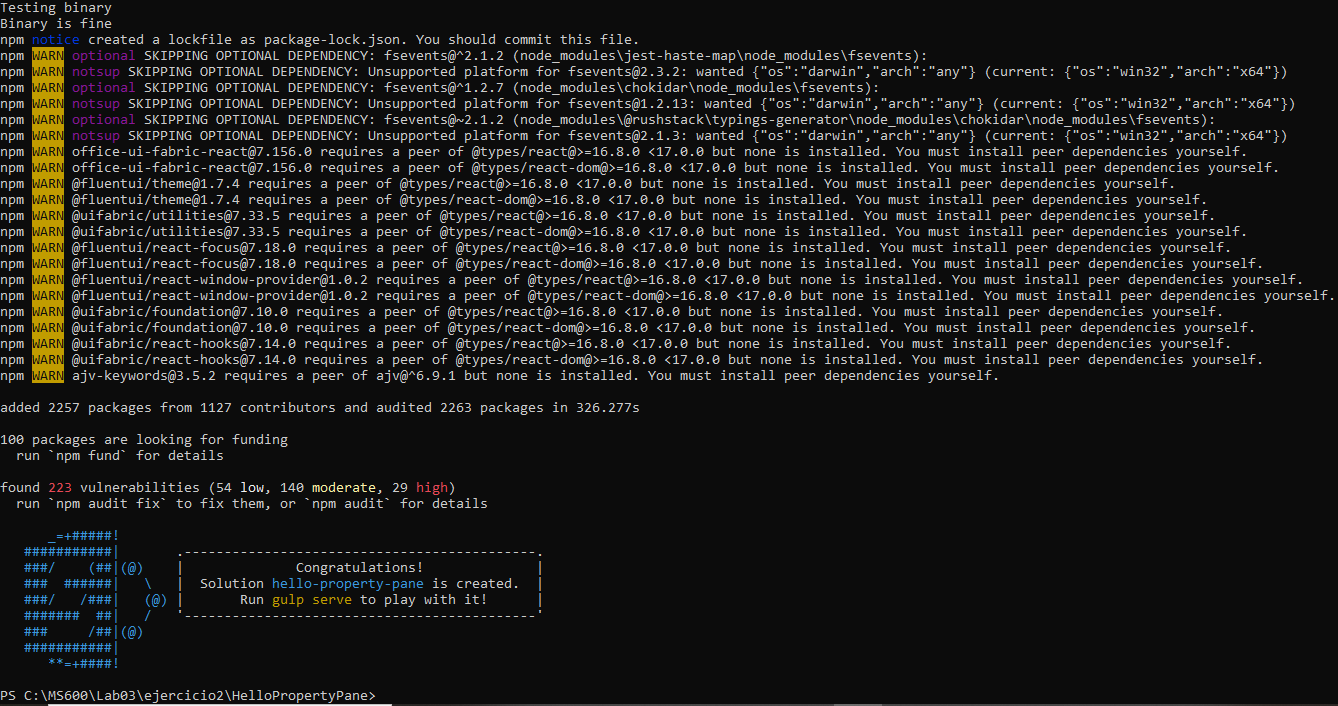 Testing binary
Binary is fine
npm notice created a lockfile as package-lock.json. You should commit this file.
npm WARN optional SKIPPING OPTIONAL DEPENDENCY: fsevents@^2.1.2 (node_modules\jest-haste-map\node_modules\fsevents):
npm WARN notsup SKIPPING OPTIONAL DEPENDENCY: Unsupported platform for fsevents@2.3.2: wanted {"os":"darwin","arch":"any"} (current: {"os":"win32","arch":"x64"})
npm WARN optional SKIPPING OPTIONAL DEPENDENCY: fsevents@^1.2.7 (node_modules\chokidar\node_modules\fsevents):
npm WARN notsup SKIPPING OPTIONAL DEPENDENCY: Unsupported platform for fsevents@1.2.13: wanted {"os":"darwin","arch":"any"} (current: {"os":"win32","arch":"x64"})
npm WARN optional SKIPPING OPTIONAL DEPENDENCY: fsevents@~2.1.2 (node_modules\@rushstack\typings-generator\node_modules\chokidar\node_modules\fsevents):
npm WARN notsup SKIPPING OPTIONAL DEPENDENCY: Unsupported platform for fsevents@2.1.3: wanted {"os":"darwin","arch":"any"} (current: {"os":"win32","arch":"x64"})
npm WARN office-ui-fabric-react@7.156.0 requires a peer of @types/react@>=16.8.0 <17.0.0 but none is installed. You must install peer dependencies yourself.
npm WARN office-ui-fabric-react@7.156.0 requires a peer of @types/react-dom@>=16.8.0 <17.0.0 but none is installed. You must install peer dependencies yourself.
npm WARN @fluentui/theme@1.7.4 requires a peer of @types/react@>=16.8.0 <17.0.0 but none is installed. You must install peer dependencies yourself.
npm WARN @fluentui/theme@1.7.4 requires a peer of @types/react-dom@>=16.8.0 <17.0.0 but none is installed. You must install peer dependencies yourself.
npm WARN @uifabric/utilities@7.33.5 requires a peer of @types/react@>=16.8.0 <17.0.0 but none is installed. You must install peer dependencies yourself.
npm WARN @uifabric/utilities@7.33.5 requires a peer of @types/react-dom@>=16.8.0 <17.0.0 but none is installed. You must install peer dependencies yourself.
npm WARN @fluentui/react-focus@7.18.0 requires a peer of @types/react@>=16.8.0 <17.0.0 but none is installed. You must install peer dependencies yourself.
npm WARN @fluentui/react-focus@7.18.0 requires a peer of @types/react-dom@>=16.8.0 <17.0.0 but none is installed. You must install peer dependencies yourself.
npm WARN @fluentui/react-window-provider@1.0.2 requires a peer of @types/react@>=16.8.0 <17.0.0 but none is installed. You must install peer dependencies yourself.
npm WARN @fluentui/react-window-provider@1.0.2 requires a peer of @types/react-dom@>=16.8.0 <17.0.0 but none is installed. You must install peer dependencies yourself.
npm WARN @uifabric/foundation@7.10.0 requires a peer of @types/react@>=16.8.0 <17.0.0 but none is installed. You must install peer dependencies yourself.
npm WARN @uifabric/foundation@7.10.0 requires a peer of @types/react-dom@>=16.8.0 <17.0.0 but none is installed. You must install peer dependencies yourself.
npm WARN @uifabric/react-hooks@7.14.0 requires a peer of @types/react@>=16.8.0 <17.0.0 but none is installed. You must install peer dependencies yourself.
npm WARN @uifabric/react-hooks@7.14.0 requires a peer of @types/react-dom@>=16.8.0 <17.0.0 but none is installed. You must install peer dependencies yourself.
npm WARN ajv-keywords@3.5.2 requires a peer of ajv@^6.9.1 but none is installed. You must install peer dependencies yourself.
added 2257 packages from 1127 contributors and audited 2263 packages in 326.277s
100 packages are looking for funding
  run `npm fund` for details
found 223 vulnerabilities (54 low, 140 moderate, 29 high)
  run `npm audit fix` to fix them, or `npm audit` for details
      _=+#####!
   ###########|       .--------------------------------------------.
   ###/    (##|(@)    |              Congratulations!              |
   ###  ######|   \   |  Solution hello-property-pane is created.  |
   ###/   /###|   (@) |       Run gulp serve to play with it!      |
   #######  ##|   /   '--------------------------------------------'
   ###     /##|(@)
   ###########|
      **=+####!
PS C:\MS600\Lab03\ejercicio2\HelloPropertyPane>